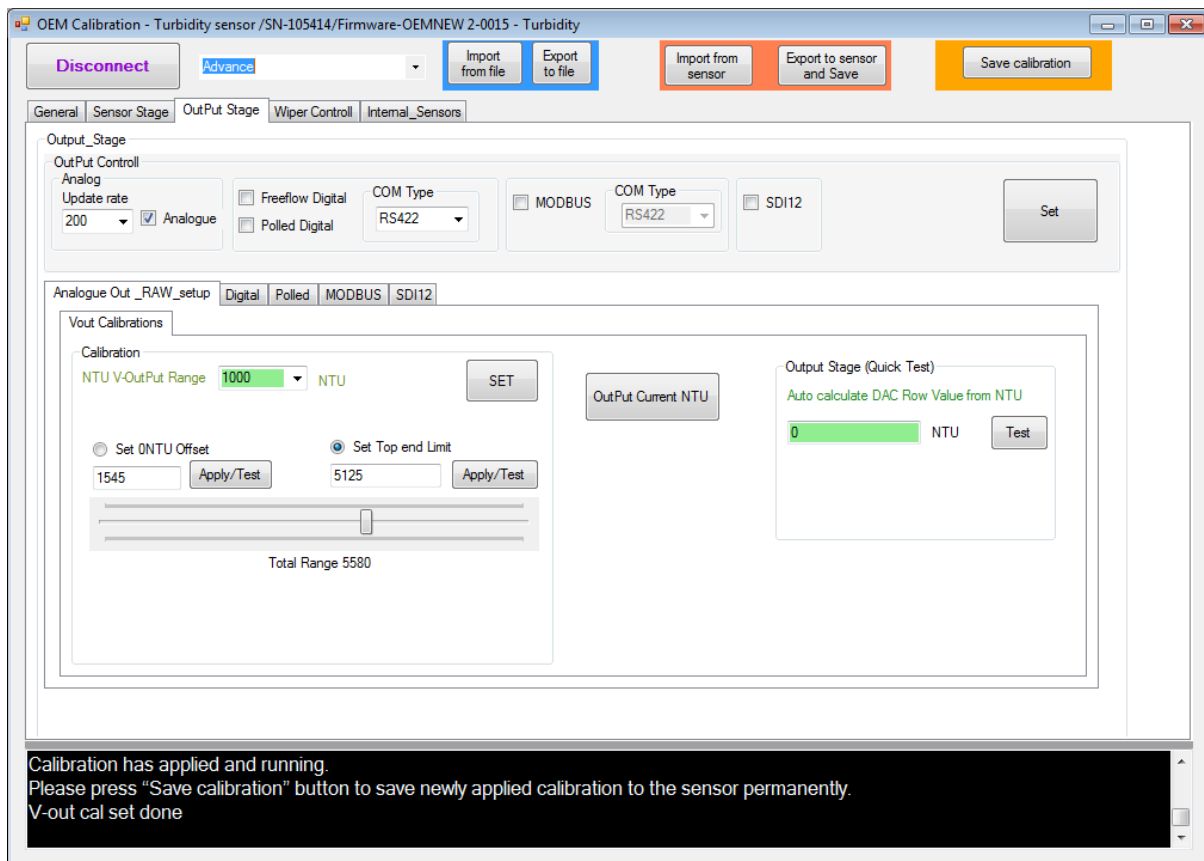 OEM Calibration - Turbidity sensor /SN-105414/Firmware-OEMNEW 2-0015 - Turbidity
Disconnect
Advance
Import from file
Export to file
Import from sensor
Export to sensor and Save
Save calibration
General
Sensor Stage
OutPut Stage
Wiper Controll
Internal_Sensors
Output_Stage
OutPut Controll
Analog
Update rate
200
Analogue
Freeflow Digital
Polled Digital
COM Type
RS422
MODBUS
COM Type
RS422
SDI12
Set
Analogue Out _RAW_setup
Digital
Polled
MODBUS
SDI12
Vout Calibrations
Calibration
NTU V-OutPut Range
1000
NTU
SET
Set 0NTU Offset
1545
Apply/Test
Set Top end Limit
5125
Apply/Test
Total Range 5580
OutPut Current NTU
Output Stage (Quick Test)
Auto calculate DAC Row Value from NTU
0
NTU
Test
Calibration has applied and running.
Please press “Save calibration” button to save newly applied calibration to the sensor permanently.
V-out cal set done